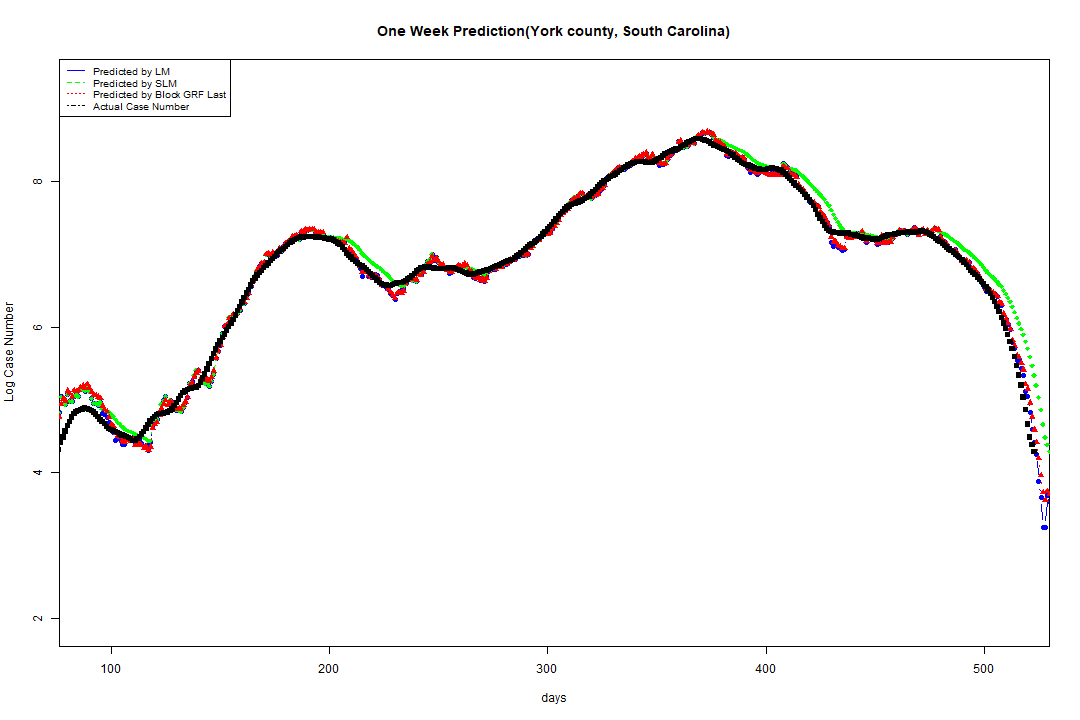 One Week Prediction(York county, South Carolina)
Predicted by LM
Predicted by SLM
Predicted by Block GRF Last
Actual Case Number
Log Case Number
8
6
4
2
100 200 300 400 500
days